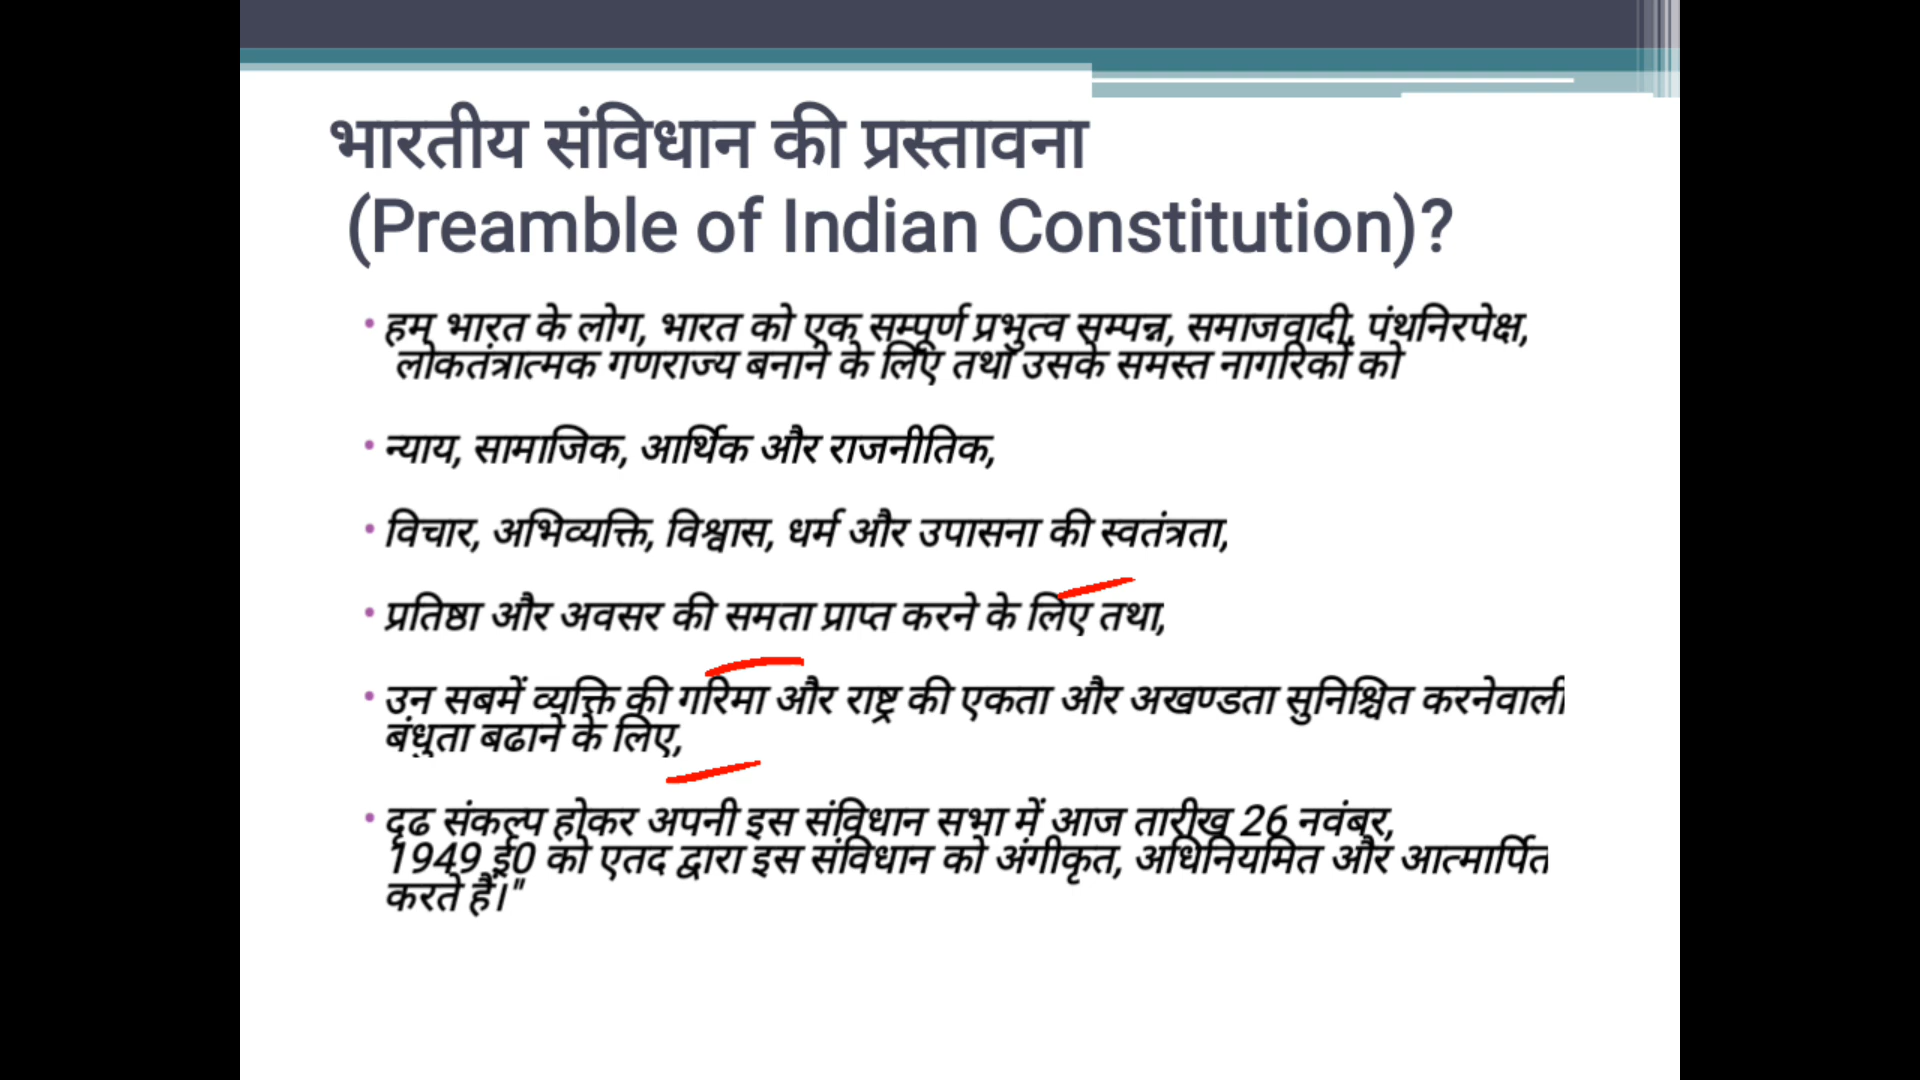 भारतीय संविधान की प्रस्तावना
(Preamble of Indian Constitution)?
• हम भारत के लोग, भारत को एक सम्पूर्ण प्रभुत्व सम्पन्न, समाजवादी, पंथनिरपेक्ष,
लोकतंत्रात्मक गणराज्य बनाने के लिए तथा उसके समस्त नागरिकों को
• न्याय, सामाजिक, आर्थिक और राजनीतिक,
• विचार, अभिव्यक्ति, विश्वास, धर्म और उपासना की स्वतंत्रता,
• प्रतिष्ठा और अवसर की समता प्राप्त करने के लिए तथा,
• उन सबमें व्यक्ति की गरिमा और राष्ट्र की एकता और अखण्डता सुनिश्चित करनेवाली
बंधुता बढाने के लिए,
• दृढ संकल्प होकर अपनी इस संविधान सभा में आज तारीख 26 नवंबर,
1949 ई0 को एतद द्वारा इस संविधान को अंगीकृत, अधिनियमित और आत्मार्पित
करते हैं।"